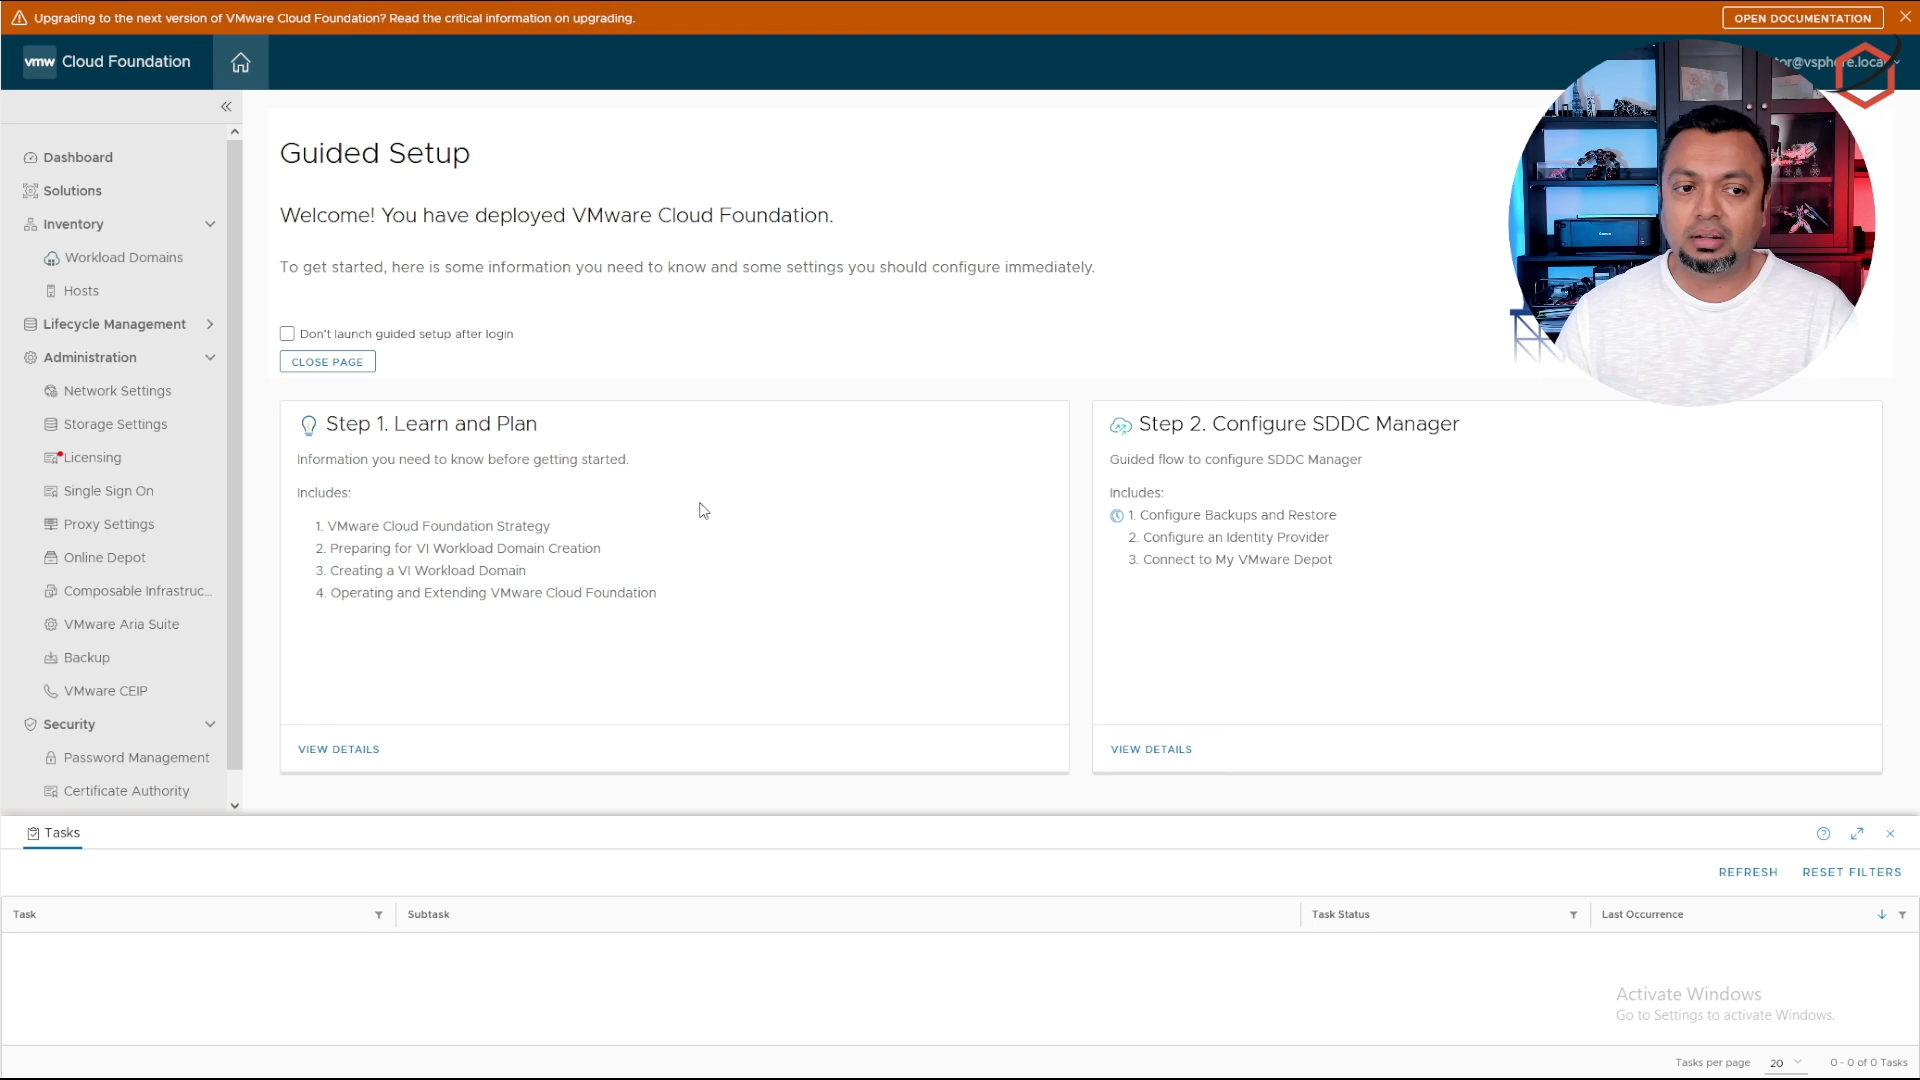 Upgrading to the next version of VMware Cloud Foundation? Read the critical information on upgrading.
OPEN DOCUMENTATION
vmw Cloud Foundation
tor@vsphere.local
Dashboard
Solutions
Inventory
Workload Domains
Hosts
Lifecycle Management
Administration
Network Settings
Storage Settings
Licensing
Single Sign On
Proxy Settings
Online Depot
Composable Infrastruc...
VMware Aria Suite
Backup
VMware CEIP
Security
Password Management
Certificate Authority
Guided Setup
Welcome! You have deployed VMware Cloud Foundation.
To get started, here is some information you need to know and some settings you should configure immediately.
Don't launch guided setup after login
CLOSE PAGE
Step 1. Learn and Plan
Information you need to know before getting started.
Includes:
1. VMware Cloud Foundation Strategy
2. Preparing for VI Workload Domain Creation
3. Creating a VI Workload Domain
4. Operating and Extending VMware Cloud Foundation
VIEW DETAILS
Step 2. Configure SDDC Manager
Guided flow to configure SDDC Manager
Includes:
1. Configure Backups and Restore
2. Configure an Identity Provider
3. Connect to My VMware Depot
VIEW DETAILS
Tasks
REFRESH RESET FILTERS
Task Subtask Task Status Last Occurrence
Activate Windows
Go to Settings to activate Windows.
Tasks per page 20 0 - 0 of 0 Tasks